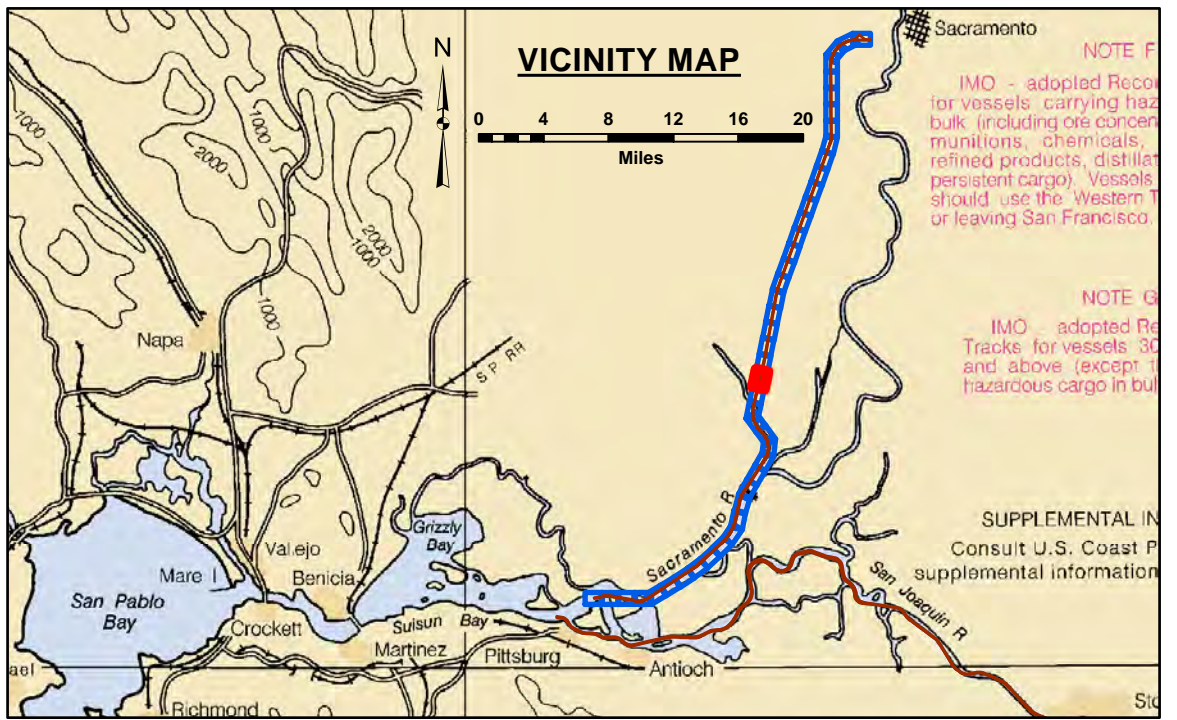 Sacramento
N
VICINITY MAP
NOTE F
0 4 8 12 16 20
Miles
IMO - adopted Recor
for vessels carrying haz
bulk (including ore concen
munitions, chemicals,
refined products, distillat
persistent cargo). Vessels
should use the Western T
or leaving San Francisco.
1000
1000
2000
2000
1000
1000
NOTE G
IMO - adopted Re
Tracks for vessels 30
and above (except t
hazardous cargo in bul
Napa
S P RR
Sacramento R
Grizzly
Bay
SUPPLEMENTAL IN
Consult U.S. Coast P
supplemental information
Vallejo
Mare I
Benicia
San Pablo
Bay
Crockett
Suisun Bay
San Joaquin R
Martinez
Pittsburg
Antioch
ael
Richmond
Sto